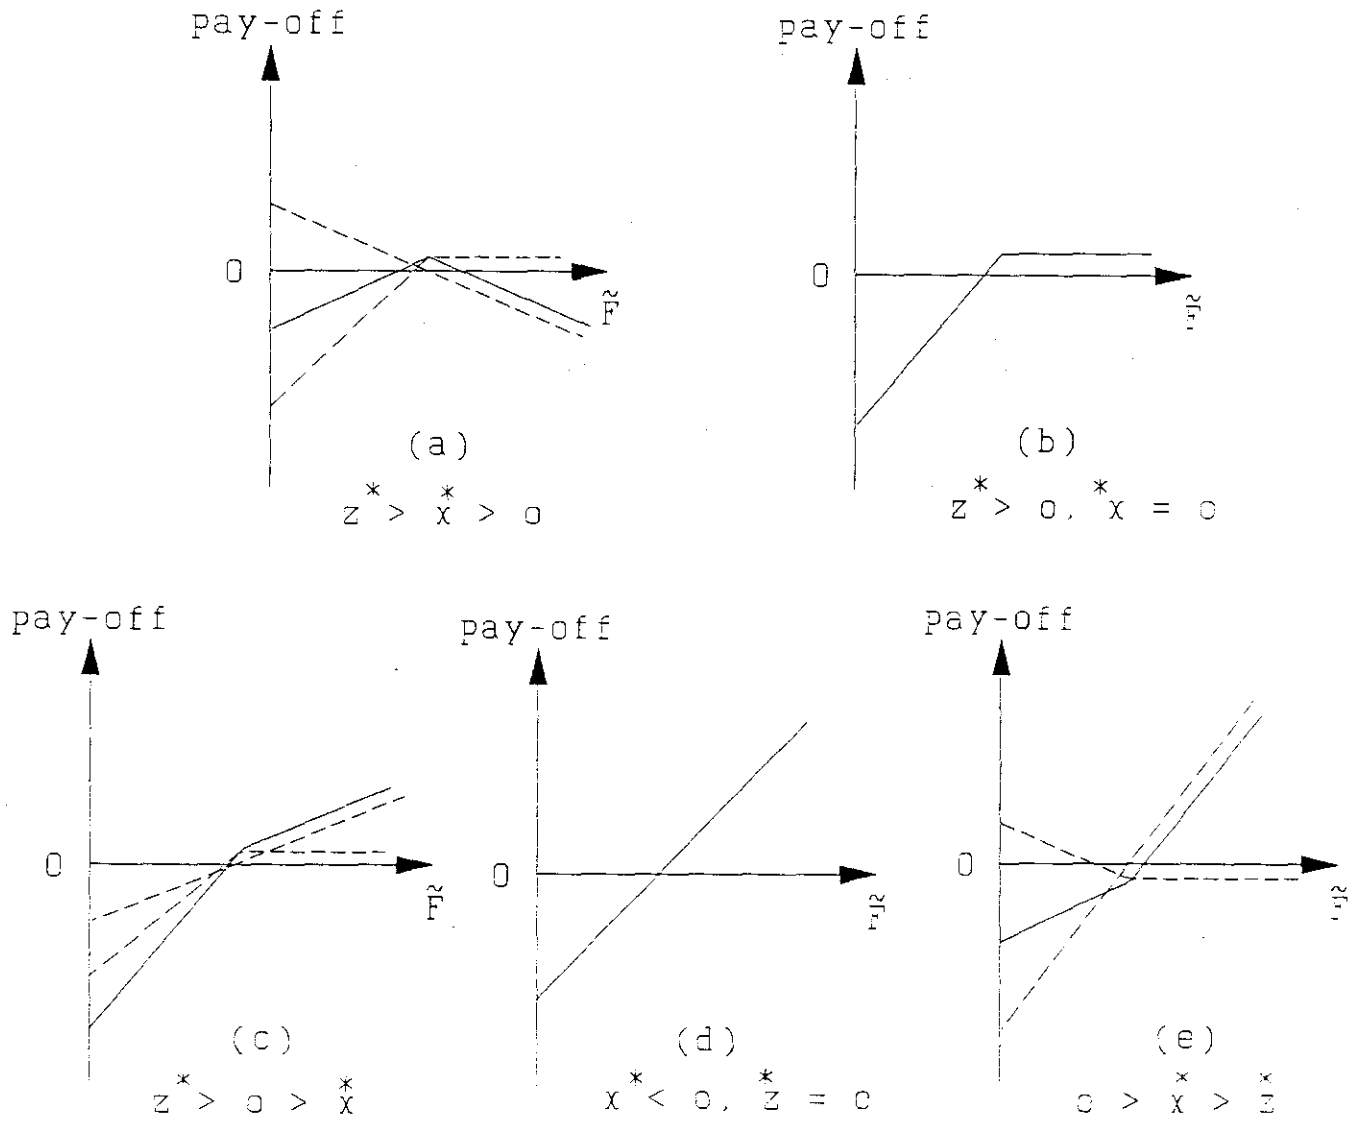 pay-off
pay-off
0
F̃
0
F̃
(a)
(b)
z* > x* > 0
z* > 0, *x = 0
pay-off
pay-off
pay-off
0
F̃
0
F̃
0
F̃
(c)
(d)
(e)
z* > 0 > x*
x* < 0, z* = 0
0 > x* > z*